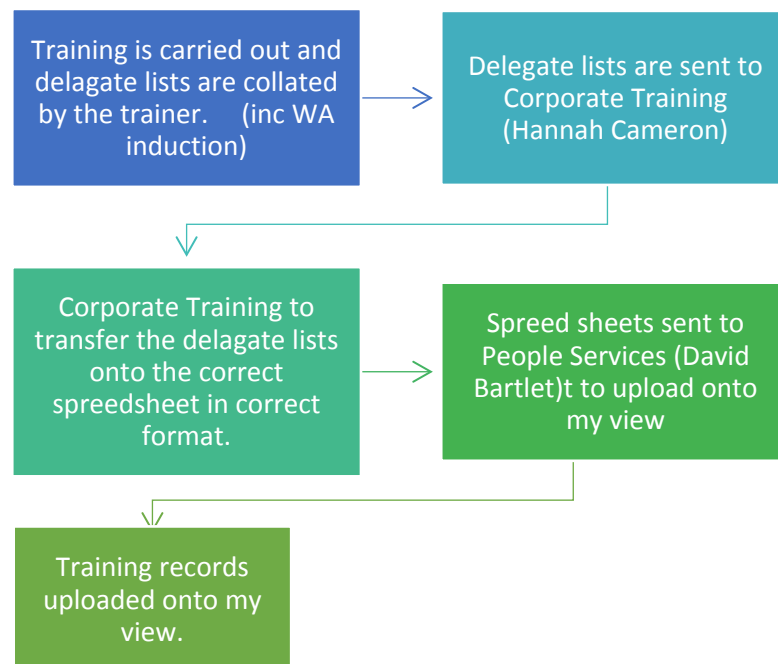 Training is carried out and
delagate lists are collated
by the trainer. (inc WA
induction)
Delegate lists are sent to
Corporate Training
(Hannah Cameron)
Corporate Training to
transfer the delagate lists
onto the correct
spreedsheet in correct
format.
Spreed sheets sent to
People Services (David
Bartlet)t to upload onto
my view
Training records
uploaded onto my
view.